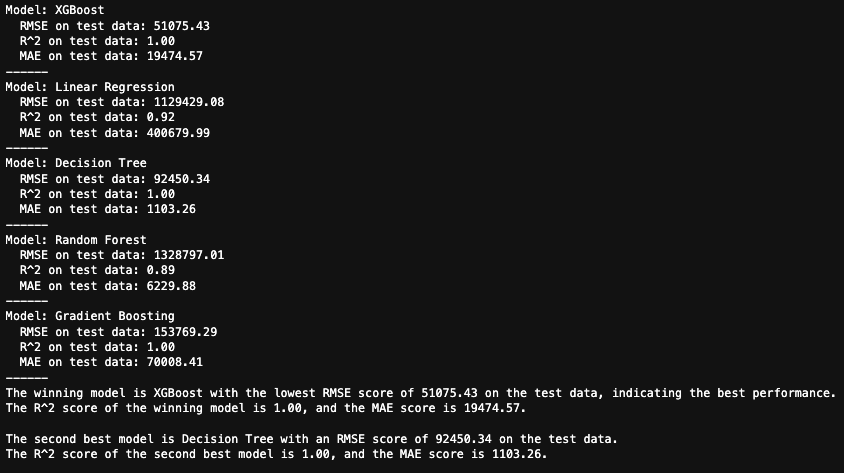 Model: XGBoost
RMSE on test data: 51075.43
R^2 on test data: 1.00
MAE on test data: 19474.57
------
Model: Linear Regression
RMSE on test data: 1129429.08
R^2 on test data: 0.92
MAE on test data: 400679.99
------
Model: Decision Tree
RMSE on test data: 92450.34
R^2 on test data: 1.00
MAE on test data: 1103.26
------
Model: Random Forest
RMSE on test data: 1328797.01
R^2 on test data: 0.89
MAE on test data: 6229.88
------
Model: Gradient Boosting
RMSE on test data: 153769.29
R^2 on test data: 1.00
MAE on test data: 70008.41
------
The winning model is XGBoost with the lowest RMSE score of 51075.43 on the test data, indicating the best performance.
The R^2 score of the winning model is 1.00, and the MAE score is 19474.57.
The second best model is Decision Tree with an RMSE score of 92450.34 on the test data.
The R^2 score of the second best model is 1.00, and the MAE score is 1103.26.